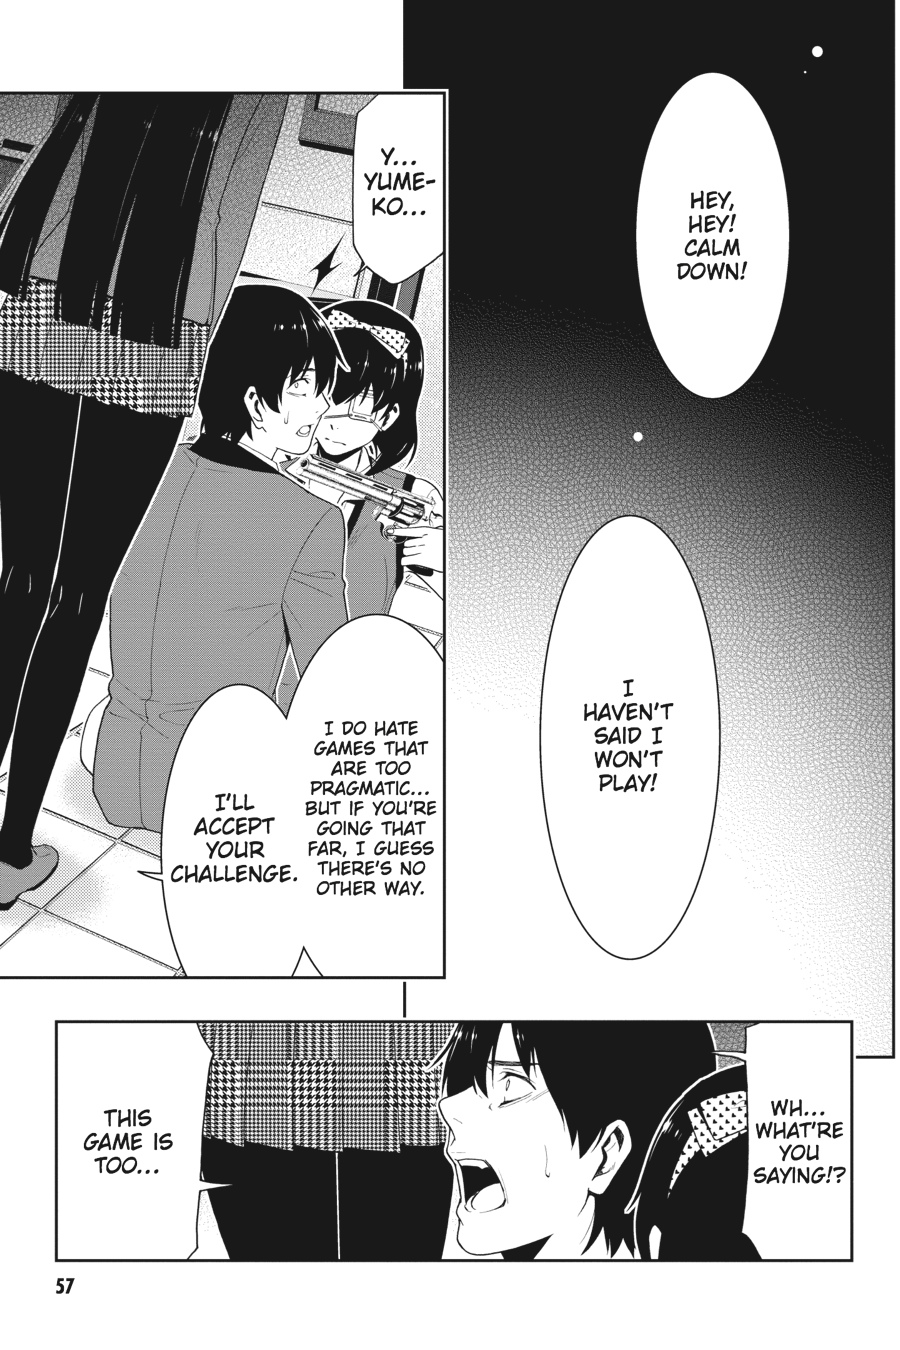 HEY,
HEY!
CALM
DOWN!
I
HAVEN'T
SAID I
WON'T
PLAY!
Y...
YUME-
KO...
I DO HATE
GAMES THAT
ARE TOO
PRAGMATIC...
BUT IF YOU'RE
GOING THAT
FAR, I GUESS
THERE'S NO
OTHER WAY.
I'LL
ACCEPT
YOUR
CHALLENGE.
WH...
WHAT'RE
YOU
SAYING!?
THIS
GAME IS
TOO...
57